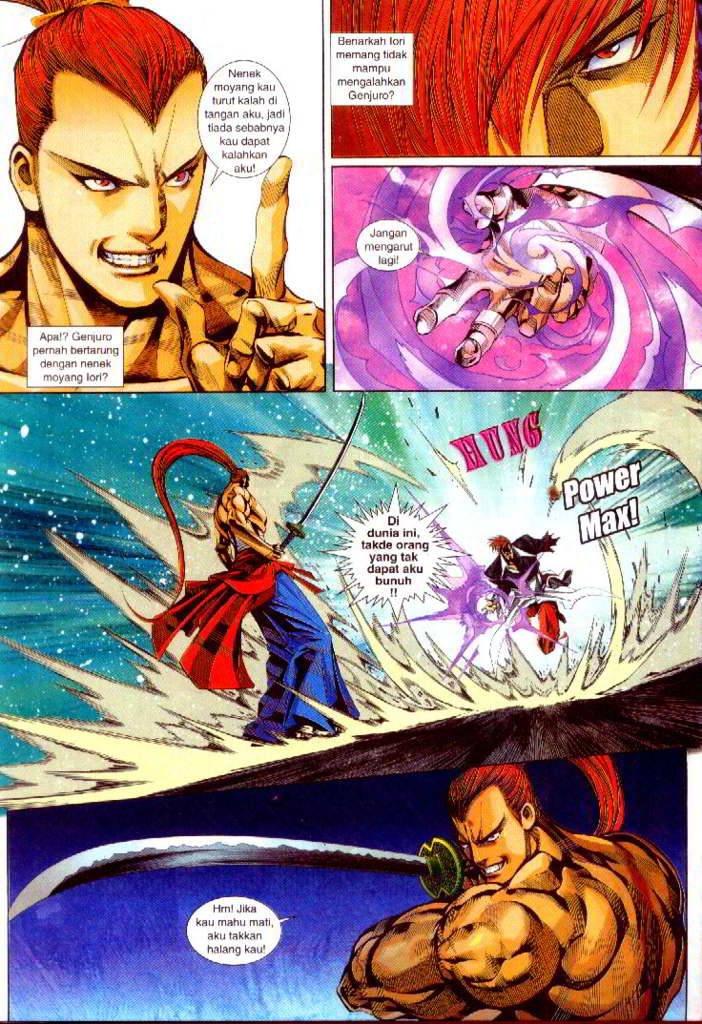 Nenek
moyang kau
turut kalah di
tangan aku, jadi
tiada sebabnya
kau dapat
kalahkan
aku!
Apa!? Genjuro
pernah bertarung
dengan nenek
moyang Iori?
Benarkah Iori
memang tidak
mampu
mengalahkan
Genjuro?
Jangan
mengarut
lagi!
HUNG
Power
Max!
Di
dunia ini,
takde orang
yang tak
dapat aku
bunuh
!!
Hm! Jika
kau mahu mati,
aku takkan
halang kau!